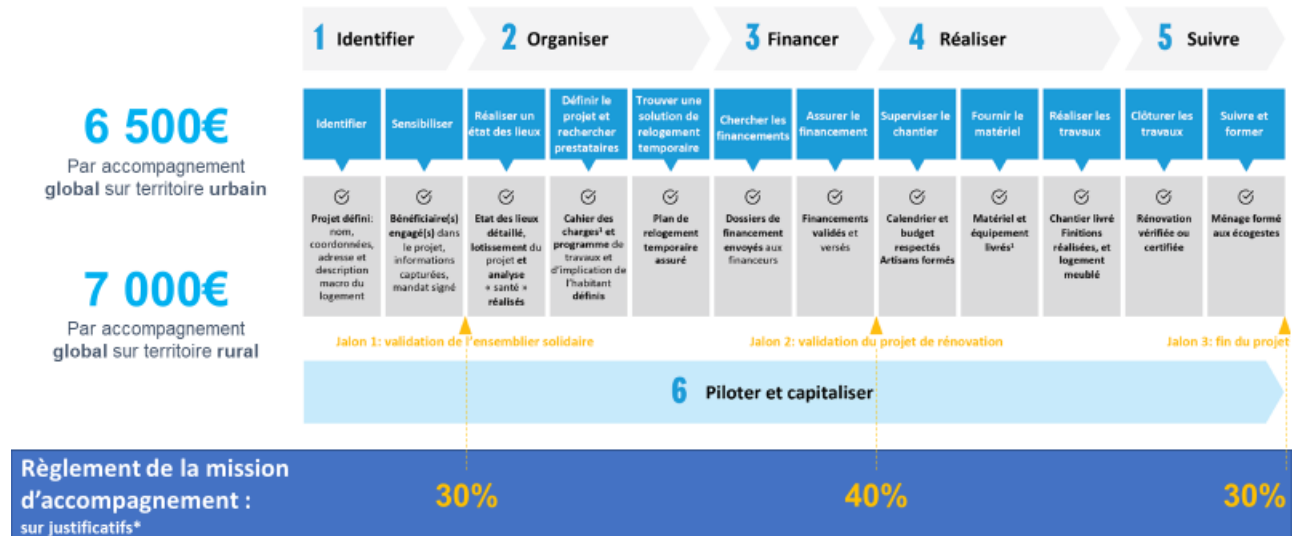 1 Identifier
2 Organiser
3 Financer
4 Réaliser
5 Suivre
6 500€
Par accompagnement
global sur territoire urbain
7 000€
Par accompagnement
global sur territoire rural
Identifier
Sensibiliser
Réaliser un
état des lieux
Définir le
projet et
rechercher
prestataires
Trouver une
solution de
relogement
temporaire
Chercher les
financements
Assurer le
financement
Superviser le
chantier
Fournir le
matériel
Réaliser les
travaux
Clôturer les
travaux
Suivre et
former
Projet défini:
nom,
coordonnées,
adresse et
description
macro du
logement
Bénéficiaire(s)
engagé(s) dans
le projet,
informations
capturées,
mandat signé
Etat des lieux
détaillé,
lotissement du
projet et
analyse
« santé »
réalisés
Cahier des
charges¹ et
programme de
travaux et
d'implication de
l'habitant
définis
Plan de
relogement
temporaire
assuré
Dossiers de
financement
envoyés aux
financeurs
Financements
validés et
versés
Calendrier et
budget
respectés
Artisans formés
Matériel et
équipement
livrés¹
Chantier livré
Finitions
réalisées, et
logement
meublé
Rénovation
vérifiée ou
certifiée
Ménage formé
aux écogestes
Jalon 1: validation de l'ensemblier solidaire
Jalon 2: validation du projet de rénovation
Jalon 3: fin du projet
6 Piloter et capitaliser
Règlement de la mission
d'accompagnement :
sur justificatifs*
30%
40%
30%